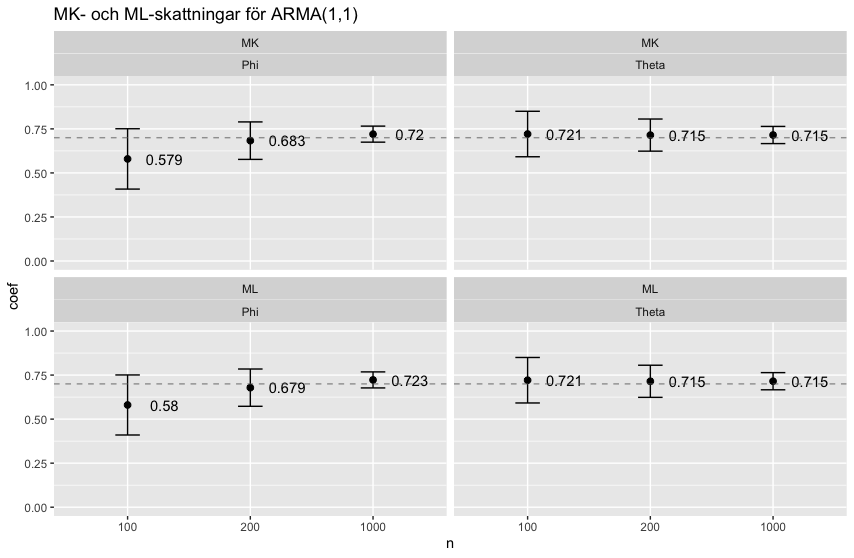 MK- och ML-skattningar för ARMA(1,1)
MK
MK
Phi
Theta
1.00
0.75
0.50
0.25
0.00
0.579
0.683
0.72
0.721
0.715
0.715
coef
ML
ML
Phi
Theta
1.00
0.75
0.50
0.25
0.00
0.58
0.679
0.723
0.721
0.715
0.715
100
200
1000
100
200
1000
n